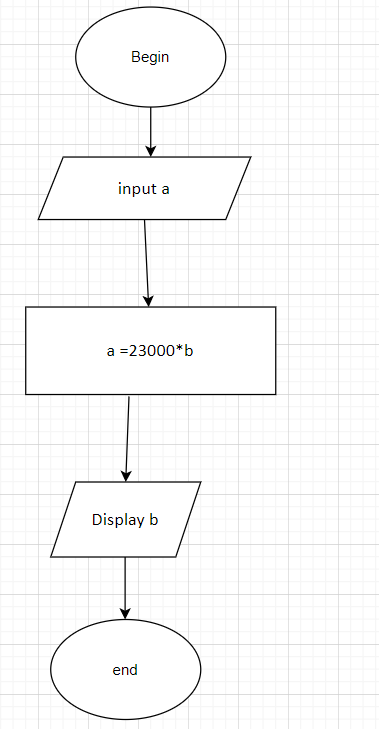 Begin
input a
a =23000*b
Display b
end